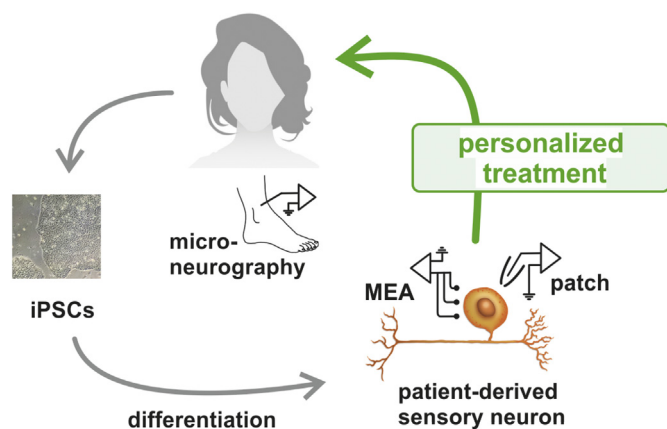 personalized
treatment
micro-
neurography
iPSCs
MEA
patch
patient-derived
sensory neuron
differentiation